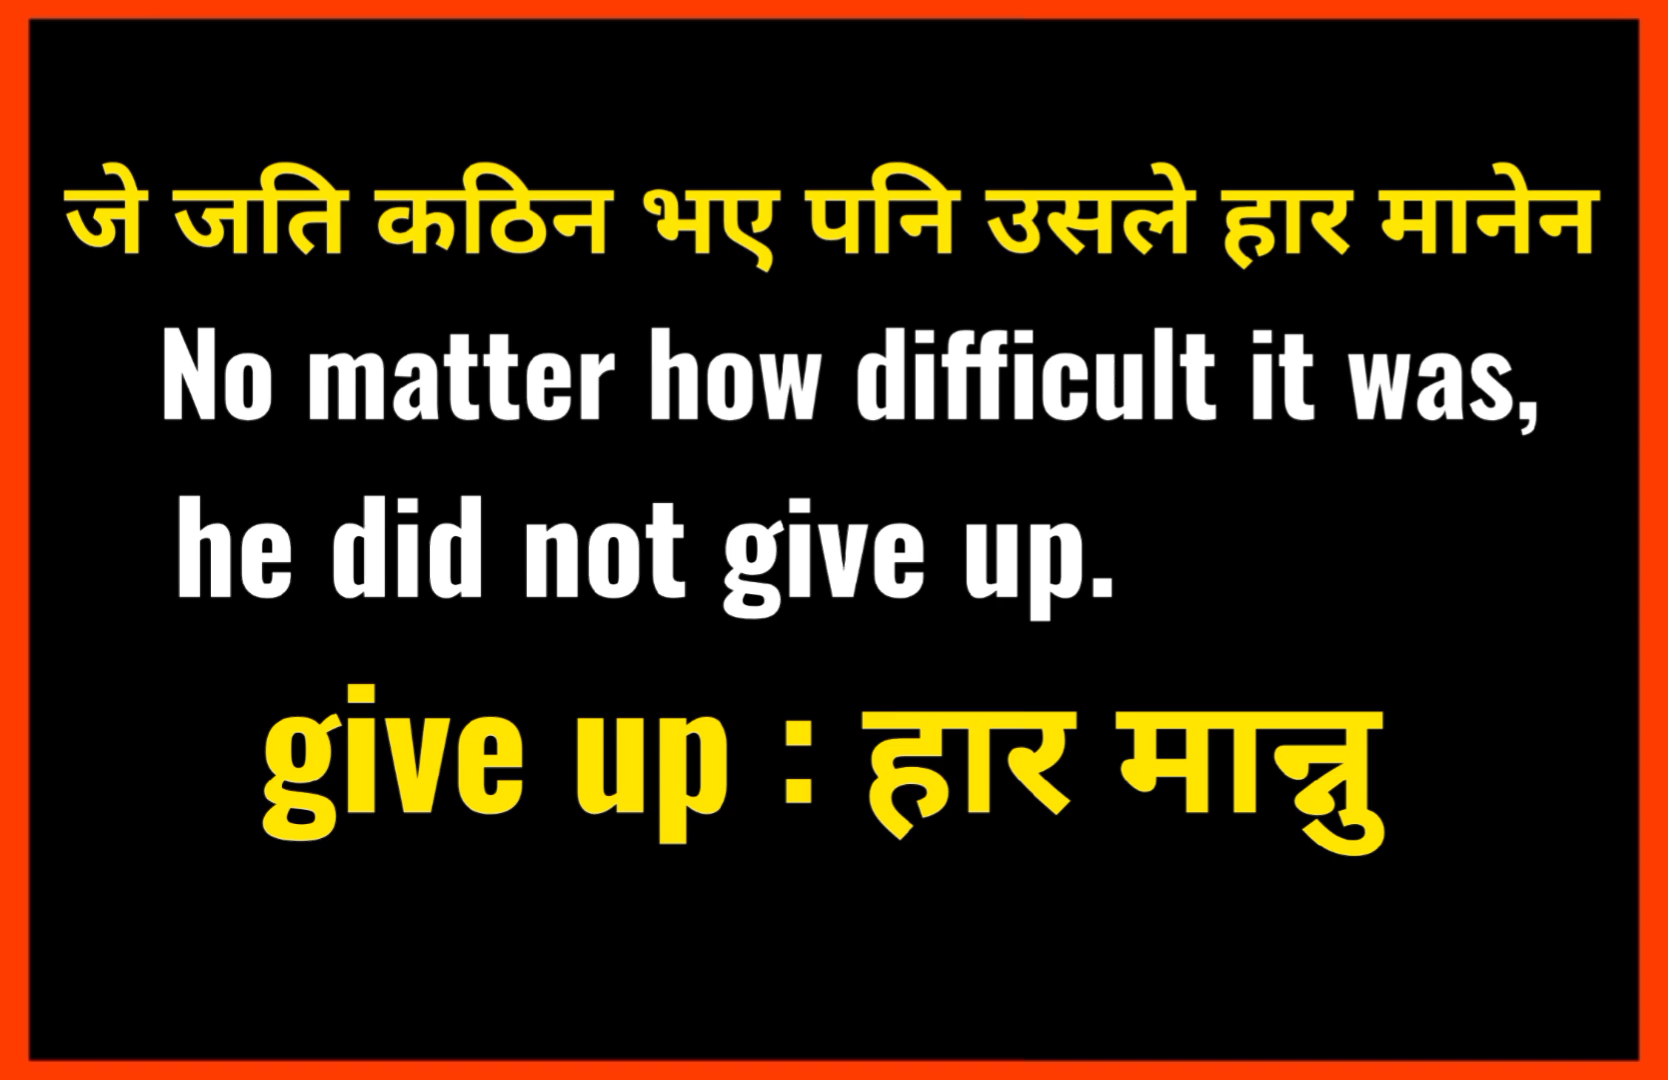 जे जति कठिन भए पनि उसले हार मानेन
No matter how difficult it was,
he did not give up.
give up : हार मान्नु